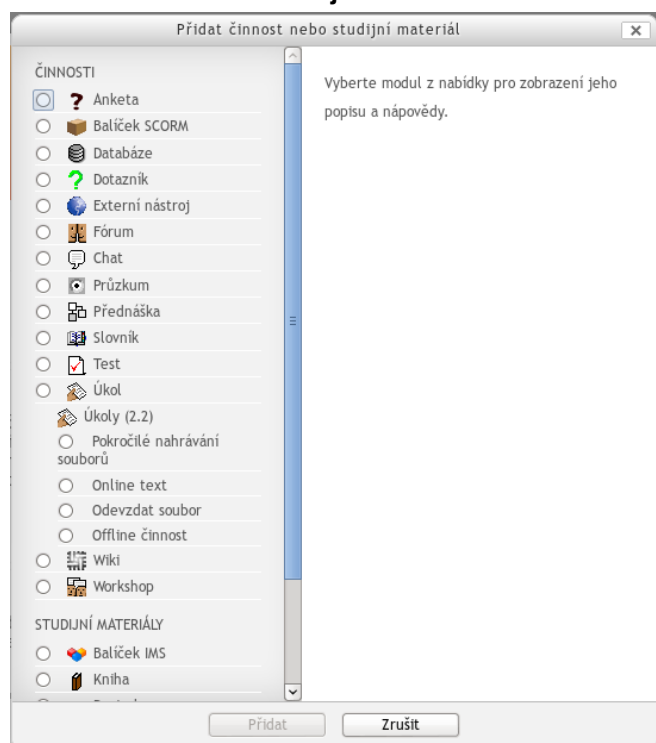 Přidat činnost nebo studijní materiál
ČINNOSTI
Anketa
Balíček SCORM
Databáze
Dotazník
Externí nástroj
Fórum
Chat
Průzkum
Přednáška
Slovník
Test
Úkol
Úkoly (2.2)
Pokročilé nahrávání
souborů
Online text
Odevzdat soubor
Offline činnost
Wiki
Workshop
STUDIJNÍ MATERIÁLY
Balíček IMS
Kniha
Vyberte modul z nabídky pro zobrazení jeho
popisu a nápovědy.
Přidat
Zrušit